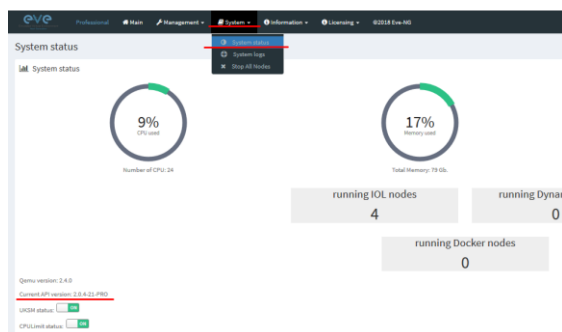 eve Professional Main Management System Information Licensing ©2018 Eve-NG
System status
System status
System logs
Stop All Nodes
System status
9%
CPU used
17%
Memory used
Number of CPU: 24
Total Memory: 79 Gb.
running IOL nodes
4
running Dynam
0
running Docker nodes
0
Qemu version: 2.4.0
Current API version: 2.0.4-21-PRO
UKSM status: ON
CPULimit status: ON